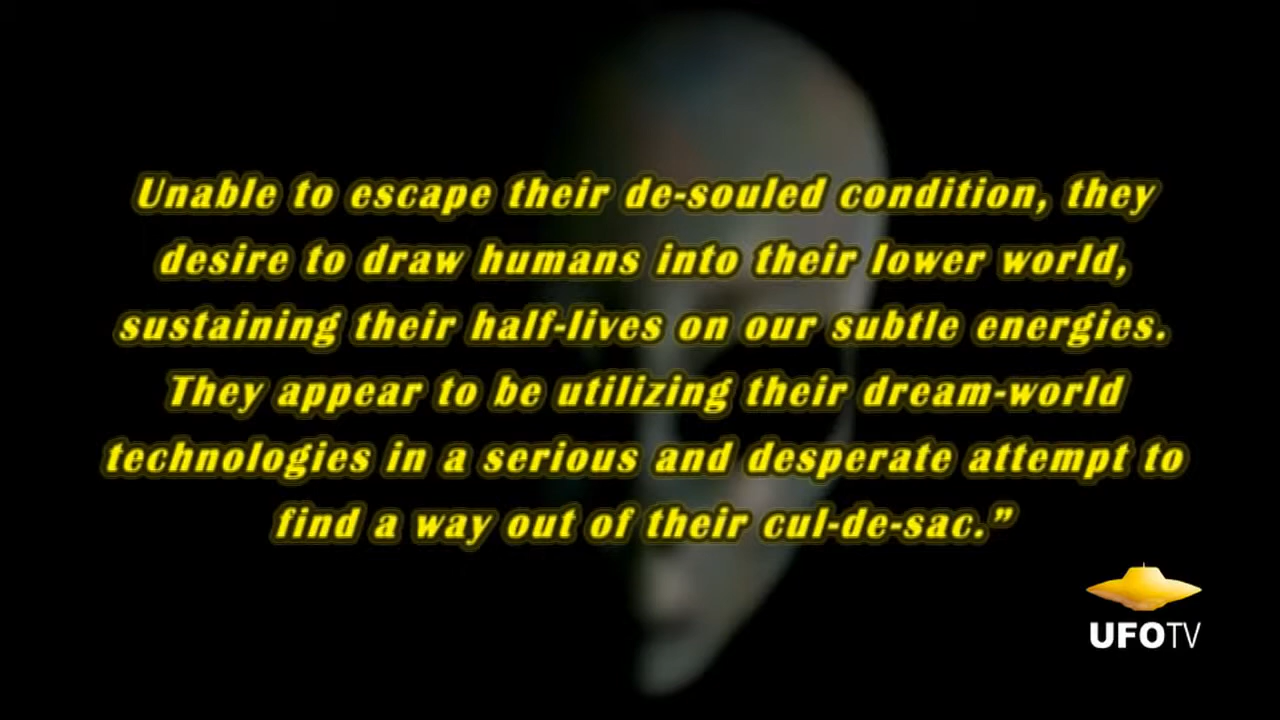 Unable to escape their de-souled condition, they
desire to draw humans into their lower world,
sustaining their half-lives on our subtle energies.
They appear to be utilizing their dream-world
technologies in a serious and desperate attempt to
find a way out of their cul-de-sac.”
UFOTV